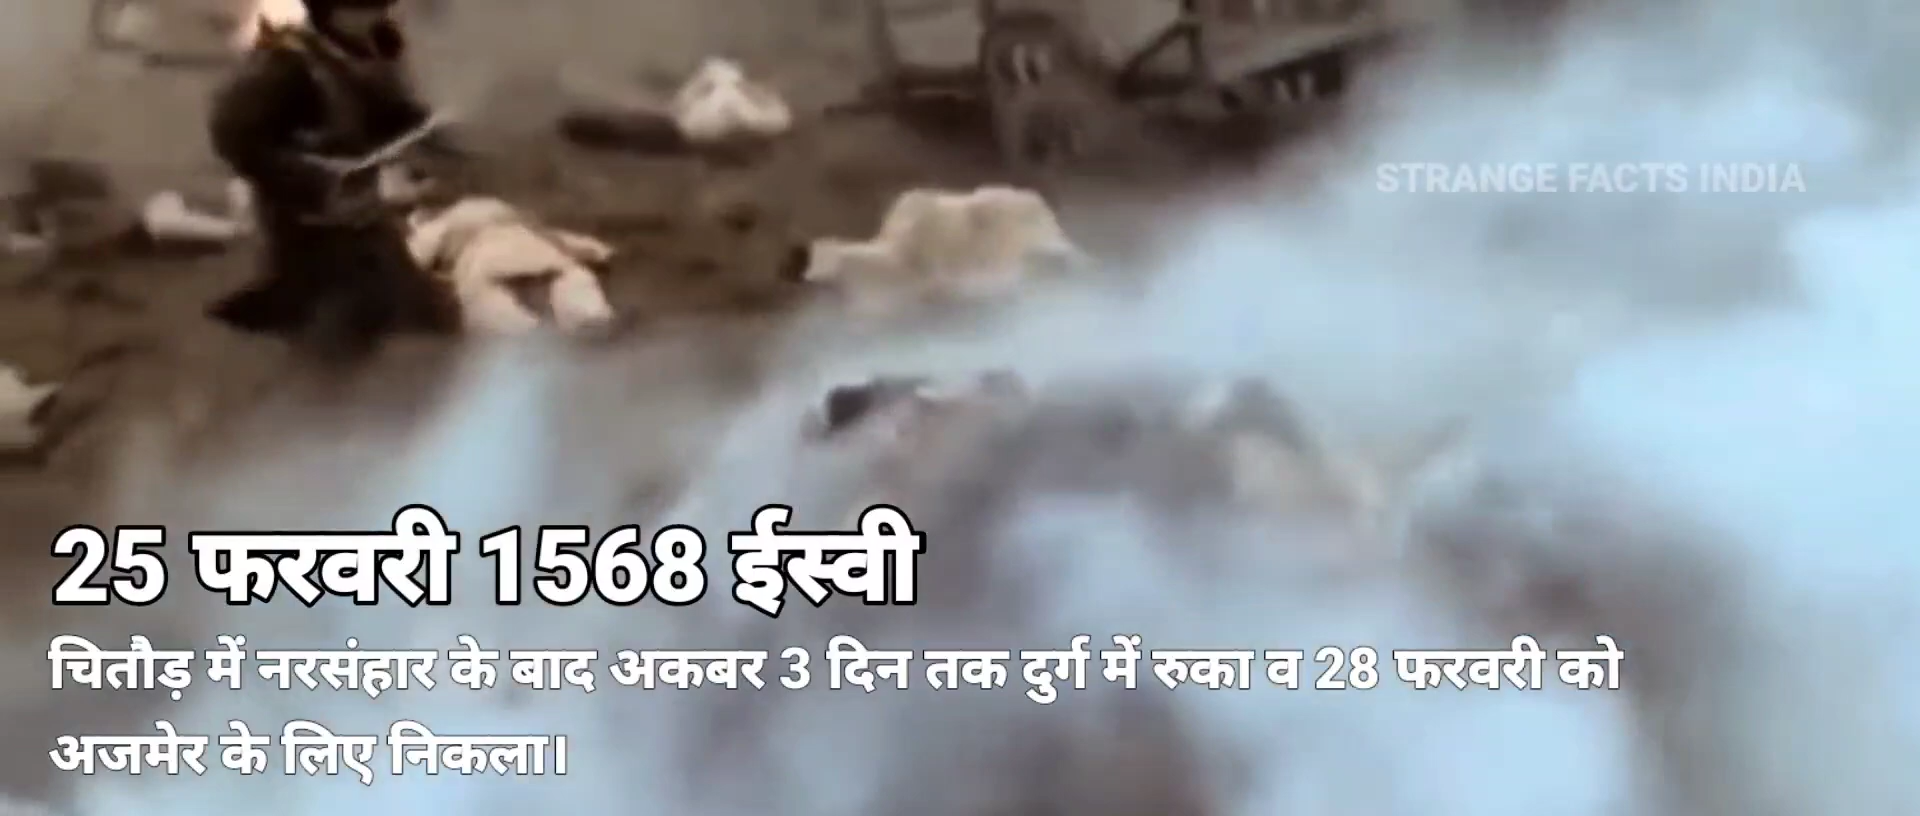 STRANGE FACTS INDIA
25 फरवरी 1568 ईस्वी
चितौड़ में नरसंहार के बाद अकबर 3 दिन तक दुर्ग में रुका व 28 फरवरी को
अजमेर के लिए निकला।